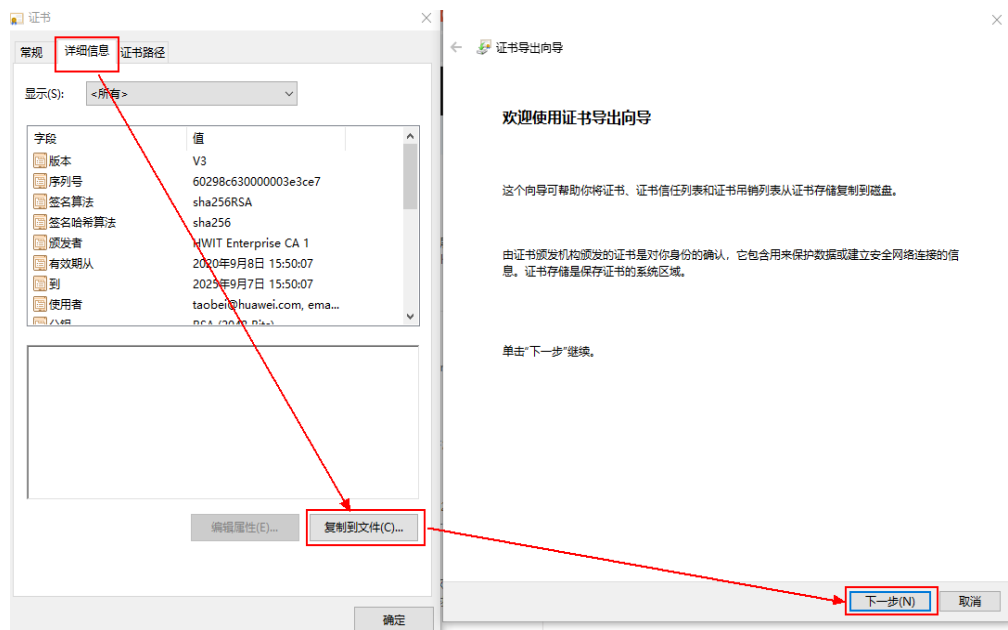 证书
常规
详细信息
证书路径
显示(S):
<所有>
字段
值
版本
V3
序列号
60298c630000003e3ce7
签名算法
sha256RSA
签名哈希算法
sha256
颁发者
HWIT Enterprise CA 1
有效期从
2020年9月8日 15:50:07
到
2025年9月7日 15:50:07
使用者
taobei@huawei.com, ema...
公钥
RSA (2048 Bits)
编辑属性(E)...
复制到文件(C)...
确定
证书导出向导
欢迎使用证书导出向导
这个向导可帮助你将证书、证书信任列表和证书吊销列表从证书存储复制到磁盘。
由证书颁发机构颁发的证书是对你身份的确认，它包含用来保护数据或建立安全网络连接的信
息。证书存储是保存证书的系统区域。
单击“下一步”继续。
下一步(N)
取消